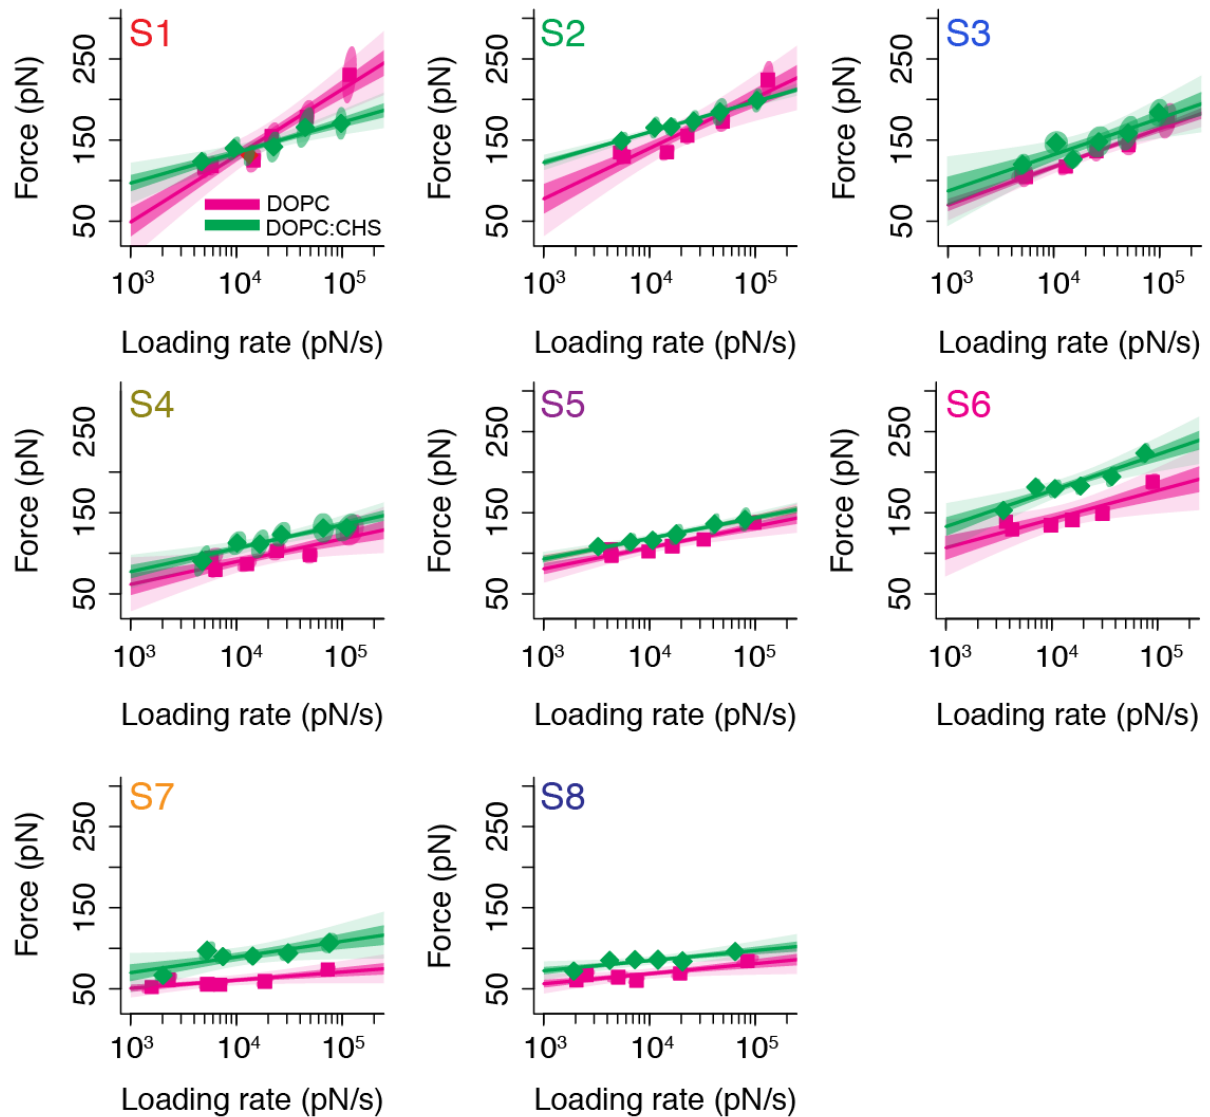 S1
Force (pN)
250
150
50
DOPC
DOPC:CHS
10³ 10⁴ 10⁵
Loading rate (pN/s)
S2
Force (pN)
250
150
50
10³ 10⁴ 10⁵
Loading rate (pN/s)
S3
Force (pN)
250
150
50
10³ 10⁴ 10⁵
Loading rate (pN/s)
S4
Force (pN)
250
150
50
10³ 10⁴ 10⁵
Loading rate (pN/s)
S5
Force (pN)
250
150
50
10³ 10⁴ 10⁵
Loading rate (pN/s)
S6
Force (pN)
250
150
50
10³ 10⁴ 10⁵
Loading rate (pN/s)
S7
Force (pN)
250
150
50
10³ 10⁴ 10⁵
Loading rate (pN/s)
S8
Force (pN)
250
150
50
10³ 10⁴ 10⁵
Loading rate (pN/s)